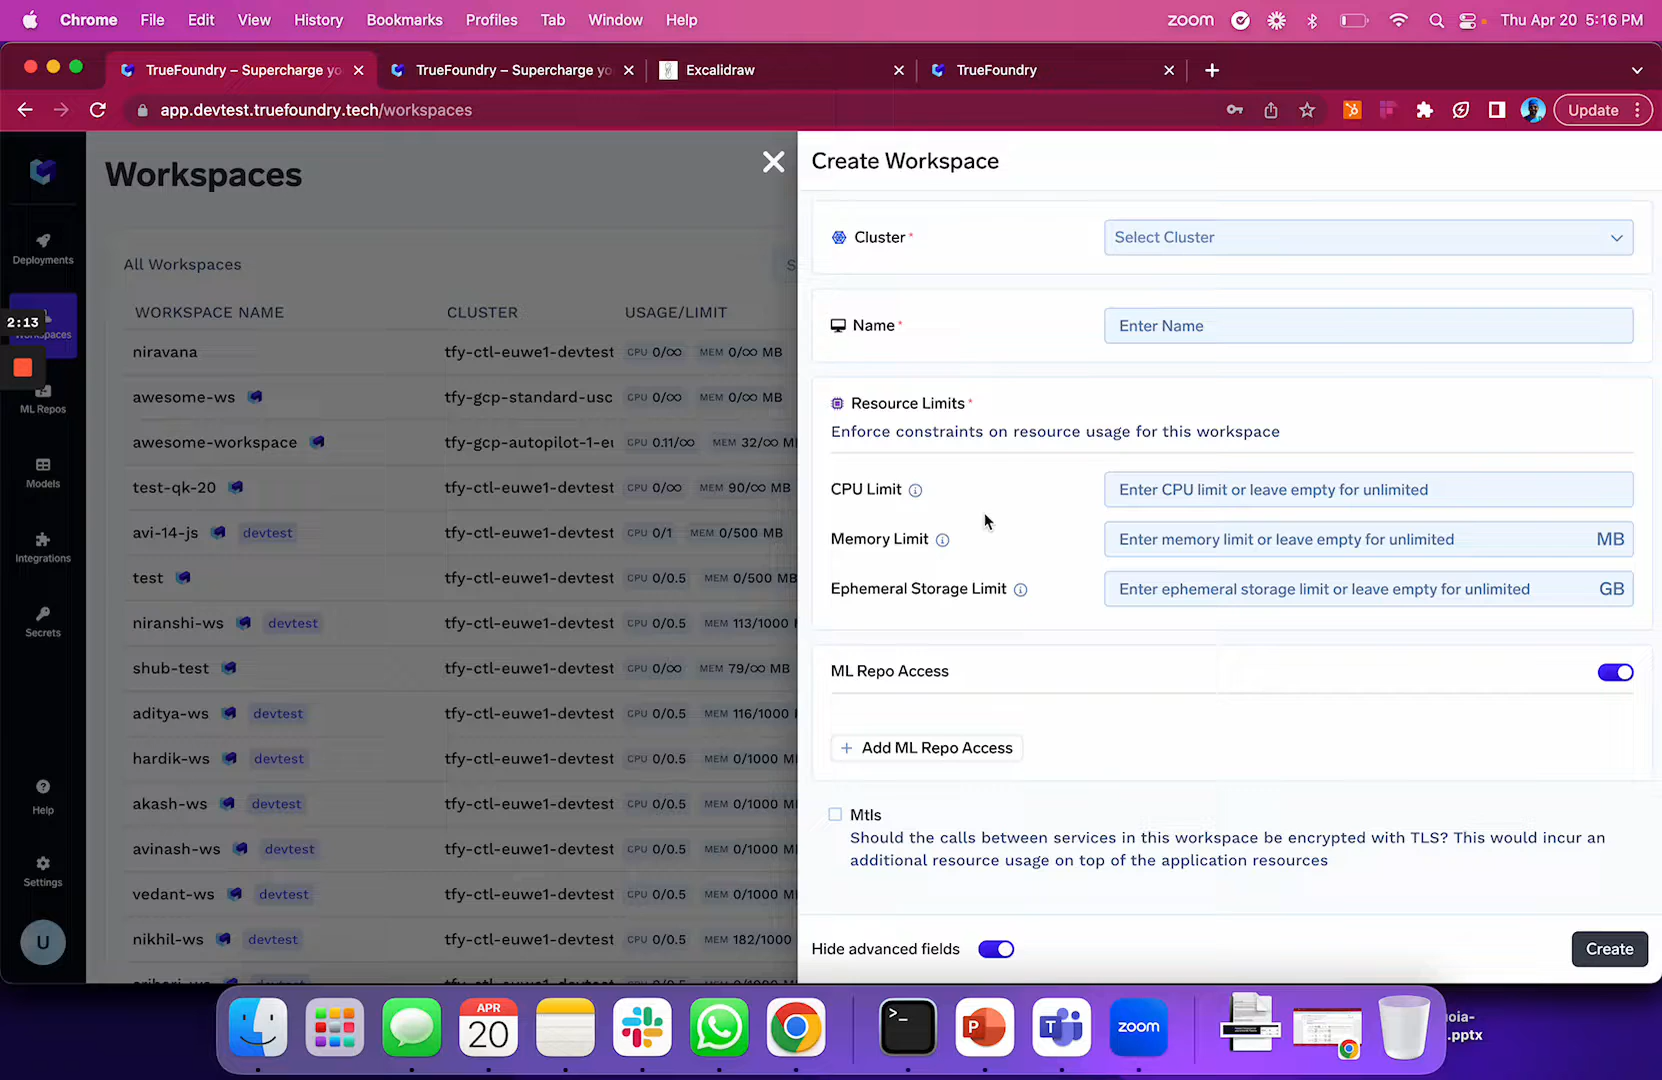 Chrome File Edit View History Bookmarks Profiles Tab Window Help zoom Thu Apr 20 5:16 PM
TrueFoundry – Supercharge yo TrueFoundry – Supercharge yo Excalidraw TrueFoundry
app.devtest.truefoundry.tech/workspaces Update
Deployments
2:13
ML Repos
Models
Integrations
Secrets
Help
Settings
U
Workspaces
All Workspaces
S
WORKSPACE NAME CLUSTER USAGE/LIMIT
niravana tfy-ctl-euwe1-devtest CPU 0/∞ MEM 0/∞ MB
awesome-ws tfy-gcp-standard-usc CPU 0/∞ MEM 0/∞ MB
awesome-workspace tfy-gcp-autopilot-1-eu CPU 0.11/∞ MEM 32/∞ M
test-qk-20 tfy-ctl-euwe1-devtest CPU 0/∞ MEM 90/∞ MB
avi-14-js devtest tfy-ctl-euwe1-devtest CPU 0/1 MEM 0/500 MB
test tfy-ctl-euwe1-devtest CPU 0/0.5 MEM 0/500 MB
niranshi-ws devtest tfy-ctl-euwe1-devtest CPU 0/0.5 MEM 113/1000
shub-test tfy-ctl-euwe1-devtest CPU 0/∞ MEM 79/∞ MB
aditya-ws devtest tfy-ctl-euwe1-devtest CPU 0/0.5 MEM 116/1000
hardik-ws devtest tfy-ctl-euwe1-devtest CPU 0/0.5 MEM 0/1000 M
akash-ws devtest tfy-ctl-euwe1-devtest CPU 0/0.5 MEM 0/1000 M
avinash-ws devtest tfy-ctl-euwe1-devtest CPU 0/0.5 MEM 0/1000 M
vedant-ws devtest tfy-ctl-euwe1-devtest CPU 0/0.5 MEM 0/1000 M
nikhil-ws devtest tfy-ctl-euwe1-devtest CPU 0/0.5 MEM 182/1000
Create Workspace
Cluster* Select Cluster
Name* Enter Name
Resource Limits*
Enforce constraints on resource usage for this workspace
CPU Limit Enter CPU limit or leave empty for unlimited
Memory Limit Enter memory limit or leave empty for unlimited MB
Ephemeral Storage Limit Enter ephemeral storage limit or leave empty for unlimited GB
ML Repo Access
+ Add ML Repo Access
Mtls
Should the calls between services in this workspace be encrypted with TLS? This would incur an
additional resource usage on top of the application resources
Hide advanced fields Create
APR
20
>_
P
T
zoom
.pptx